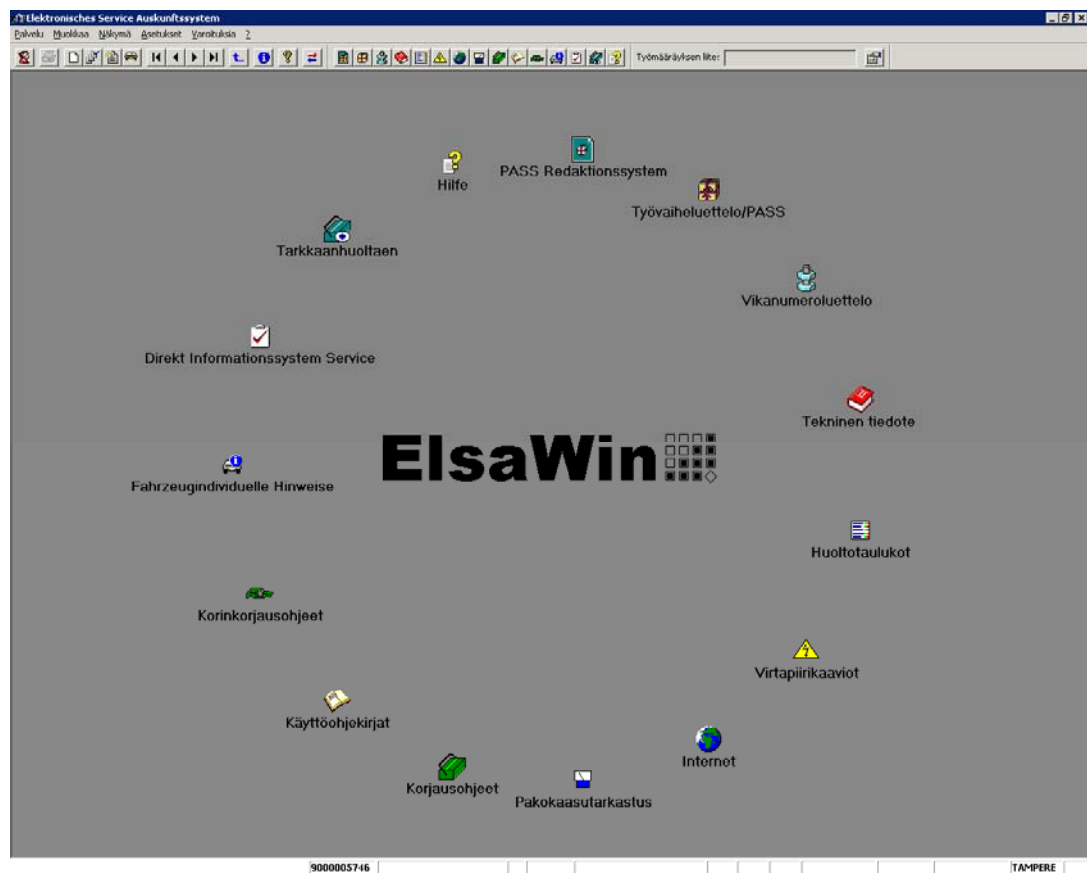 Elektronisches Service Auskunftssystem
Palvelu Muokkaa Näkymä Asetukset Varoituksia ?
Työmääräyksen liite:
Hilfe
PASS Redaktionssystem
Työvaiheluettelo/PASS
Tarkkaanhuoltaen
Vikanumeroluettelo
Direkt Informationssystem Service
Tekninen tiedote
ElsaWin
Fahrzeugindividuelle Hinweise
Huoltotaulukot
Korinkorjausohjeet
Virtapiirikaaviot
Käyttöohjekirjat
Internet
Korjausohjeet
Pakokaasutarkastus
9000005746 TAMPERE